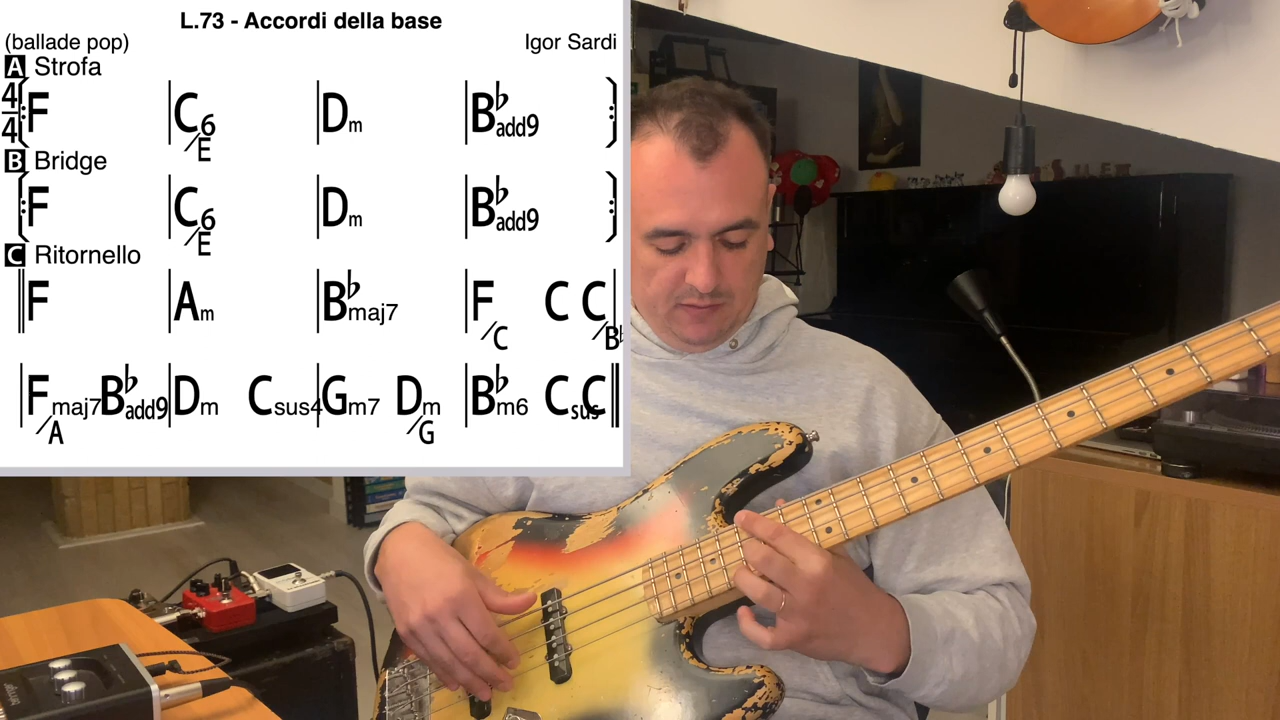 L.73 - Accordi della base
(ballade pop) Igor Sardi
A Strofa
4/4 F C6/E Dm B♭add9
B Bridge
F C6/E Dm B♭add9
C Ritornello
F Am B♭maj7 F/C C C/B♭
Fmaj7/A B♭add9 Dm Csus4 Gm7 Dm/G B♭m6 Csus C